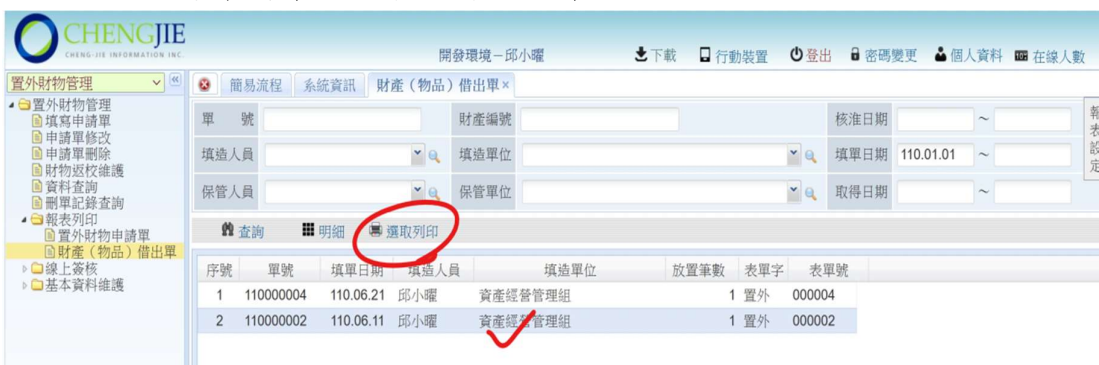 CHENGJIE
CHENG-JIE INFORMATION INC.
開發環境－邱小曜 下載 行動裝置 登出 密碼變更 個人資料 在線人數
置外財物管理
簡易流程 系統資訊 財產（物品）借出單×
置外財物管理
填寫申請單
申請單修改
申請單刪除
財物返校維護
資料查詢
刪單記錄查詢
報表列印
置外財物申請單
財產（物品）借出單
線上簽核
基本資料維護
單 號 財產編號 核准日期 ～
填造人員 填造單位 填單日期 110.01.01 ～
保管人員 保管單位 取得日期 ～
報表設定
查詢 明細 選取列印
序號 單號 填單日期 填造人員 填造單位 放置筆數 表單字 表單號
1 110000004 110.06.21 邱小曜 資產經營管理組 1 置外 000004
2 110000002 110.06.11 邱小曜 資產經營管理組 1 置外 000002